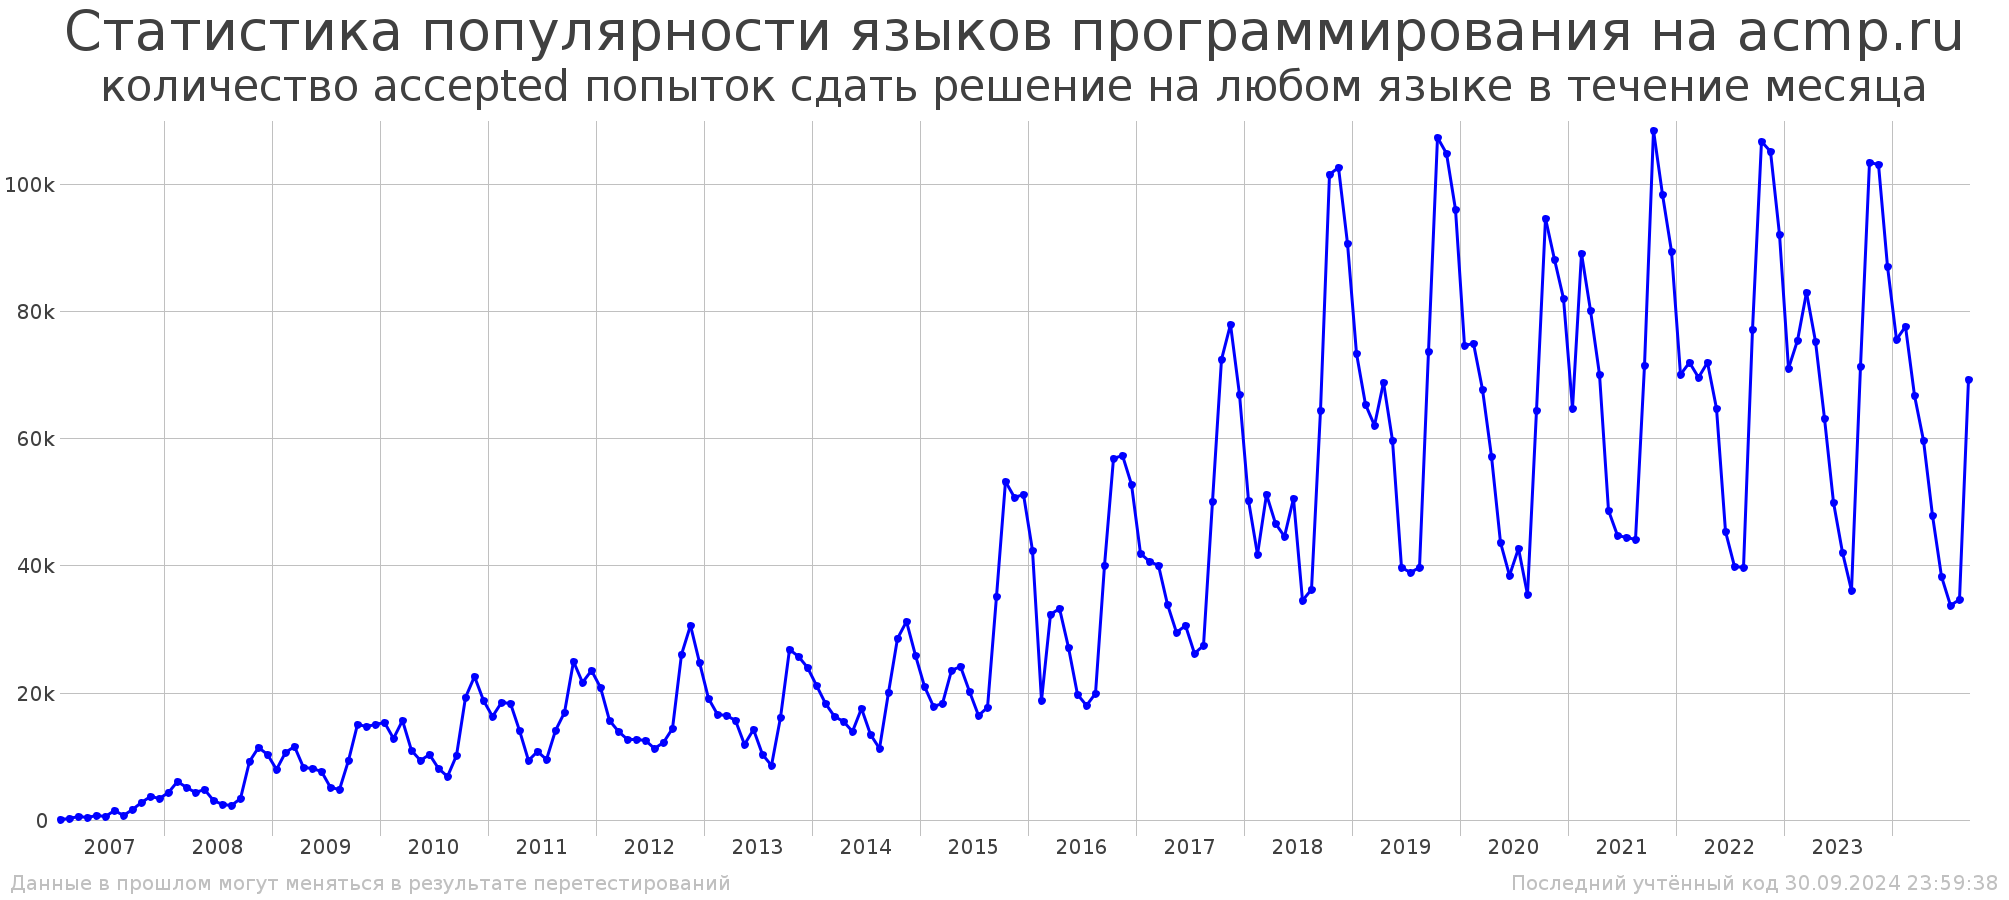 Статистика популярности языков программирования на acmp.ru
количество accepted попыток сдать решение на любом языке в течение месяца
100k
80k
60k
40k
20k
0
2007 2008 2009 2010 2011 2012 2013 2014 2015 2016 2017 2018 2019 2020 2021 2022 2023
Данные в прошлом могут меняться в результате перетестирований
Последний учтённый код 30.09.2024 23:59:38